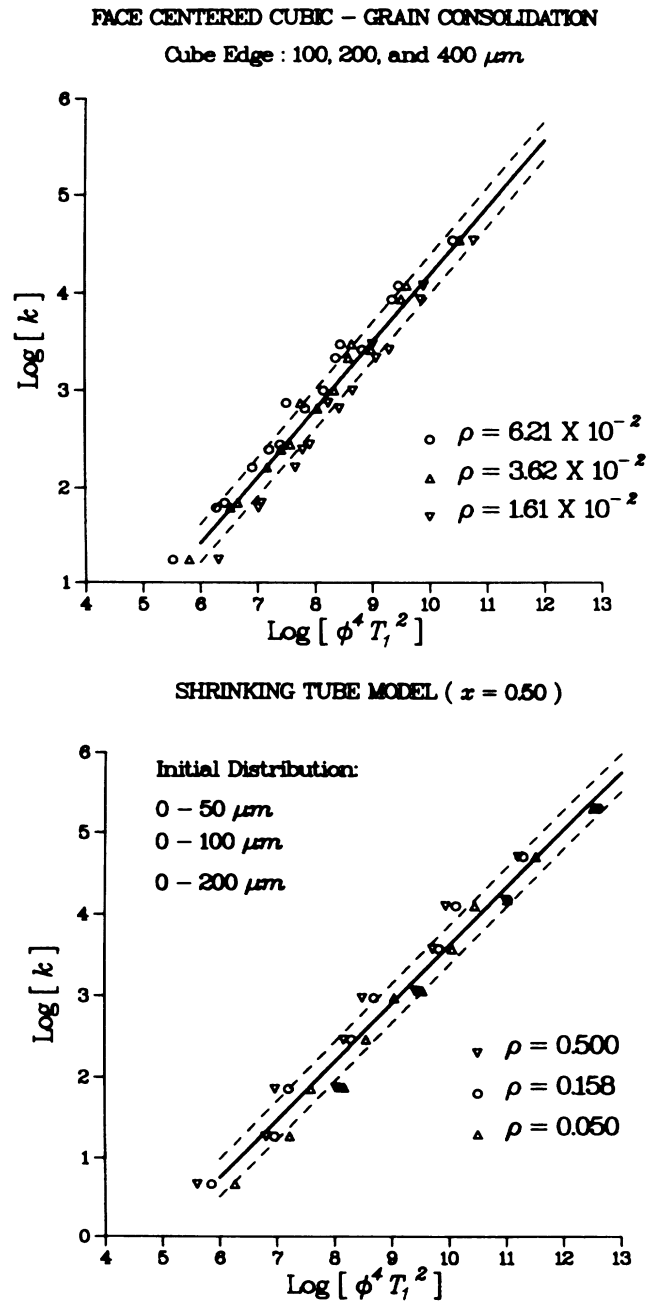 FACE CENTERED CUBIC – GRAIN CONSOLIDATION
Cube Edge : 100, 200, and 400 μm
6
5
4
3
2
1
Log [ k ]
ρ = 6.21 X 10⁻²
ρ = 3.62 X 10⁻²
ρ = 1.61 X 10⁻²
4 5 6 7 8 9 10 11 12 13
Log [ ϕ⁴ T₁² ]
SHRINKING TUBE MODEL ( x = 0.50 )
6
5
4
3
2
1
0
Log [ k ]
Initial Distribution:
0 – 50 μm
0 – 100 μm
0 – 200 μm
ρ = 0.500
ρ = 0.158
ρ = 0.050
4 5 6 7 8 9 10 11 12 13
Log [ ϕ⁴ T₁² ]